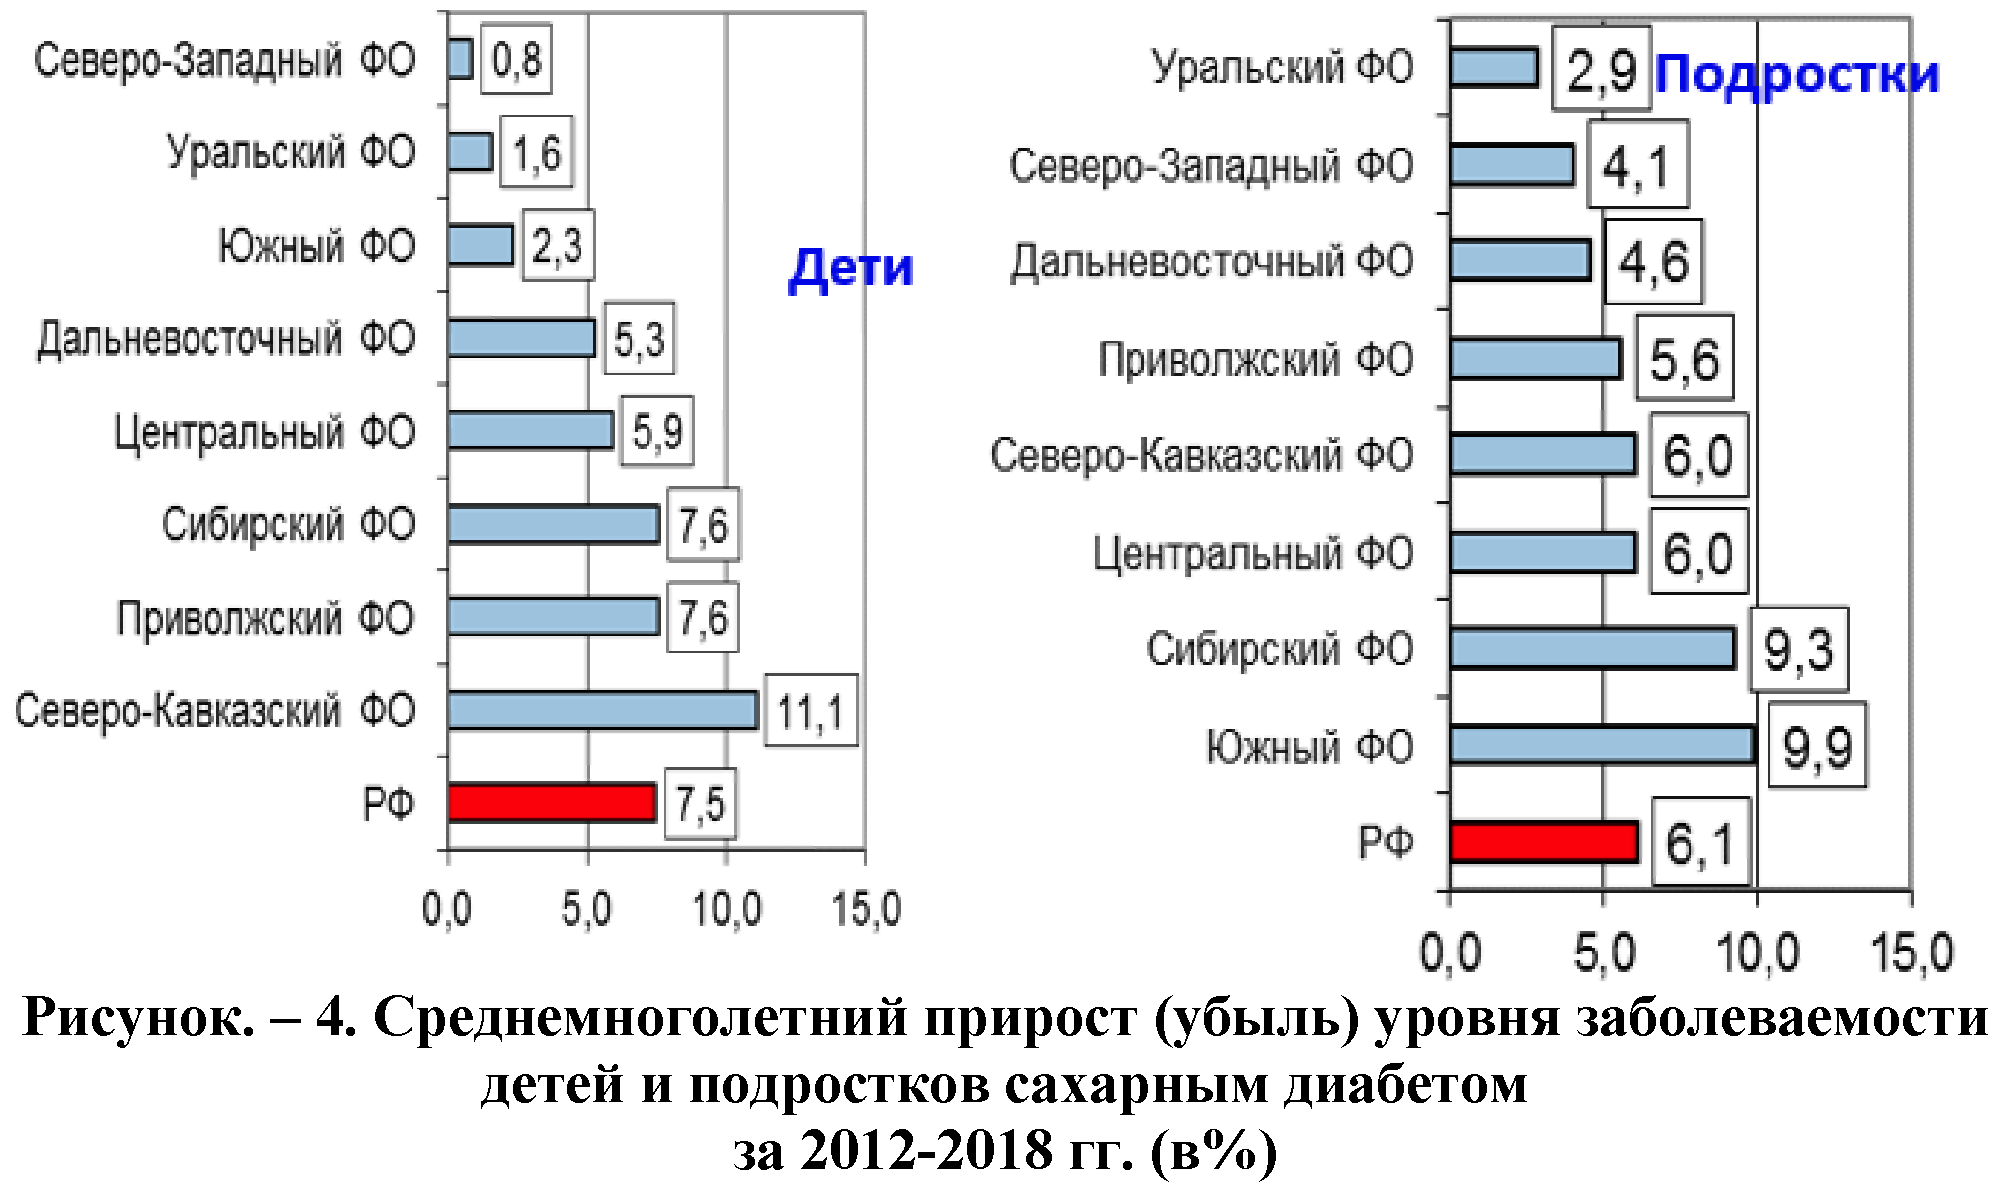 Северо-Западный ФО 0,8
Уральский ФО 1,6
Южный ФО 2,3
Дальневосточный ФО 5,3
Центральный ФО 5,9
Сибирский ФО 7,6
Приволжский ФО 7,6
Северо-Кавказский ФО 11,1
РФ 7,5
0,0 5,0 10,0 15,0
Дети
Подростки
Уральский ФО 2,9
Северо-Западный ФО 4,1
Дальневосточный ФО 4,6
Приволжский ФО 5,6
Северо-Кавказский ФО 6,0
Центральный ФО 6,0
Сибирский ФО 9,3
Южный ФО 9,9
РФ 6,1
0,0 5,0 10,0 15,0
Рисунок. – 4. Среднемноголетний прирост (убыль) уровня заболеваемости
детей и подростков сахарным диабетом
за 2012-2018 гг. (в%)